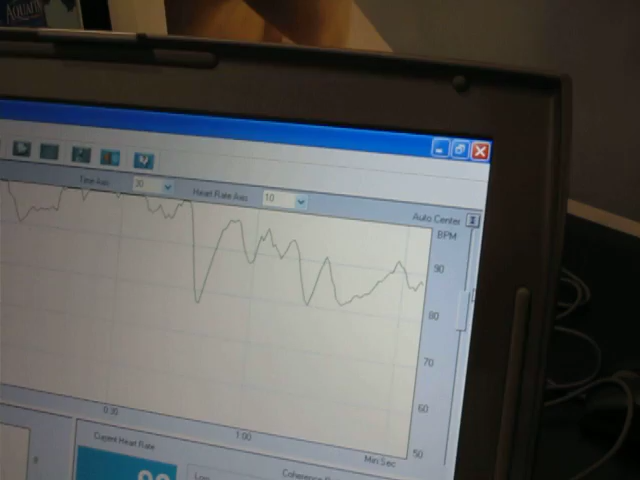 AQUAFINA
Time Axis 30 Heart Rate Axis 10
Auto Center
BPM
90
80
70
60
50
0:30
1:00
Min:Sec
Current Heart Rate